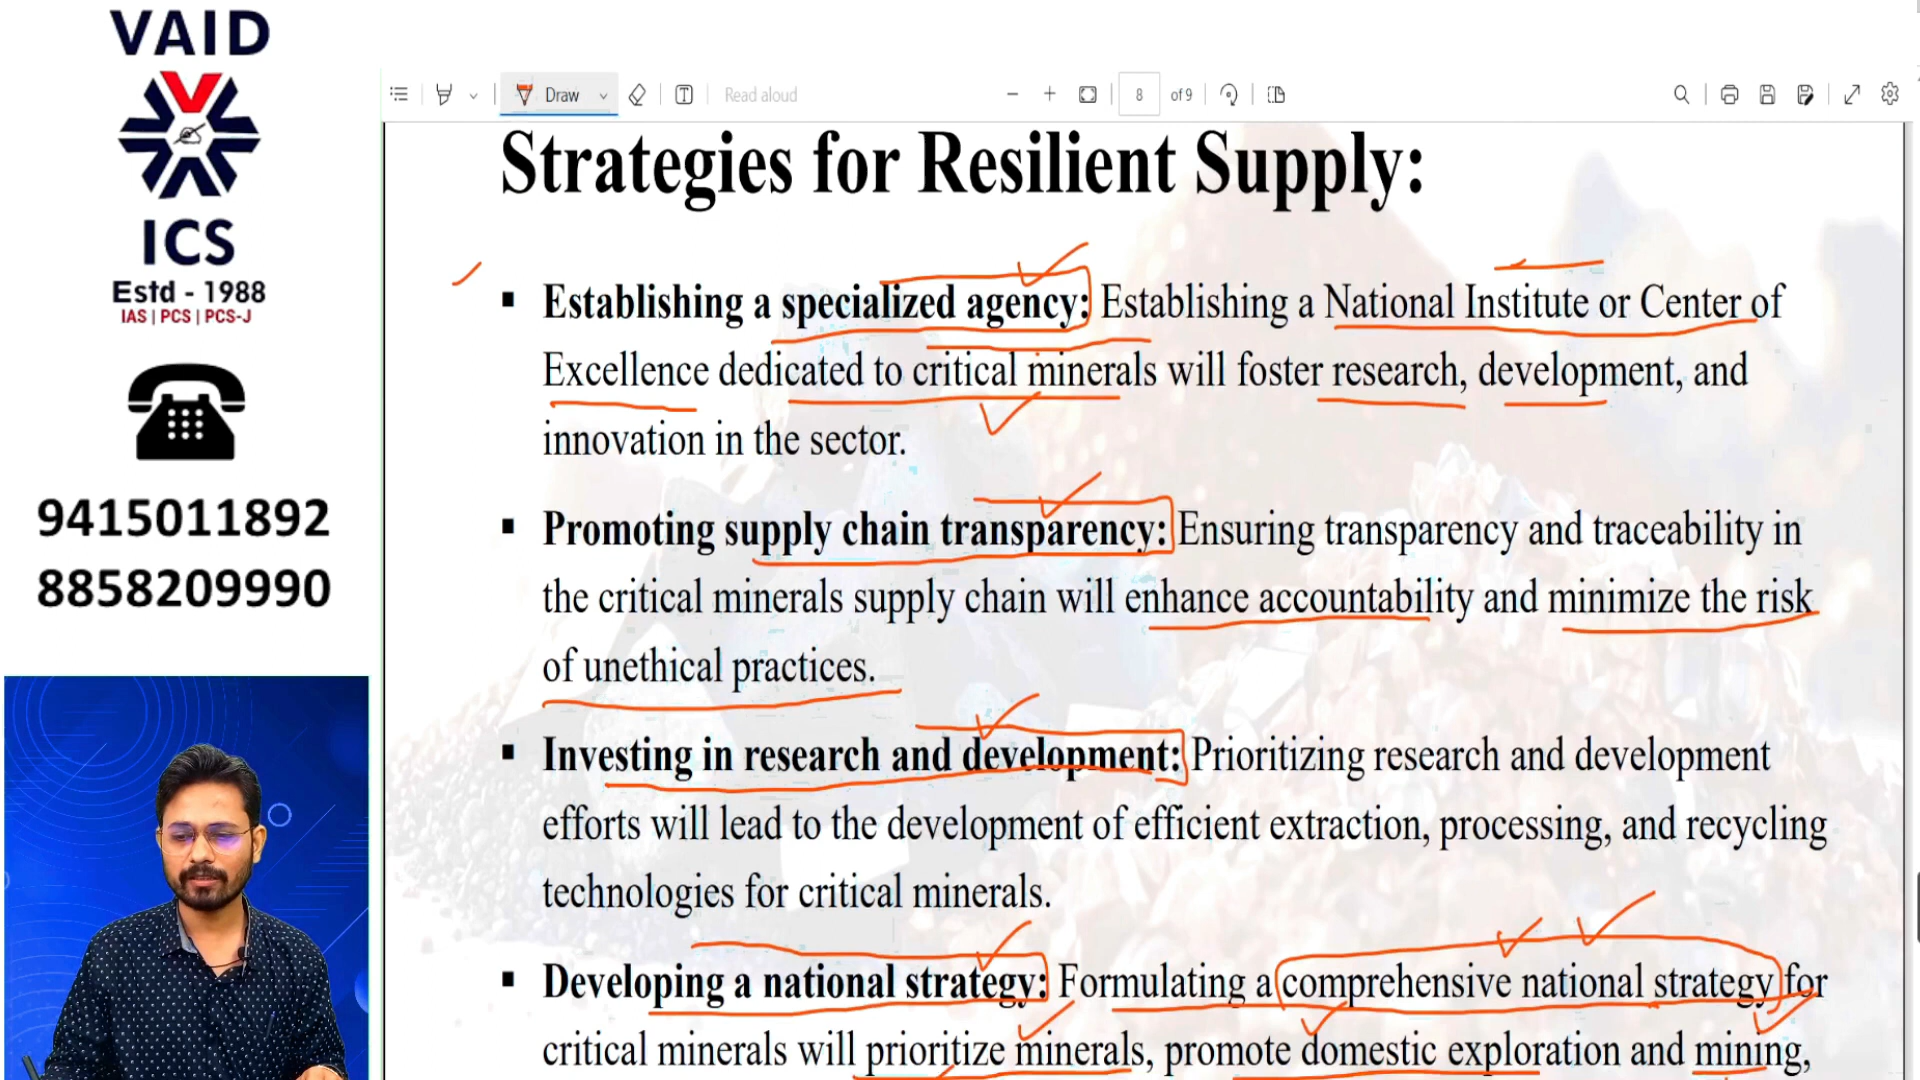 VAID
ICS
Estd - 1988
IAS | PCS | PCS-J
9415011892
8858209990
Draw
Read aloud
8 of 9
Strategies for Resilient Supply:
▪ Establishing a specialized agency: Establishing a National Institute or Center of
Excellence dedicated to critical minerals will foster research, development, and
innovation in the sector.
▪ Promoting supply chain transparency: Ensuring transparency and traceability in
the critical minerals supply chain will enhance accountability and minimize the risk
of unethical practices.
▪ Investing in research and development: Prioritizing research and development
efforts will lead to the development of efficient extraction, processing, and recycling
technologies for critical minerals.
▪ Developing a national strategy: Formulating a comprehensive national strategy for
critical minerals will prioritize minerals, promote domestic exploration and mining,